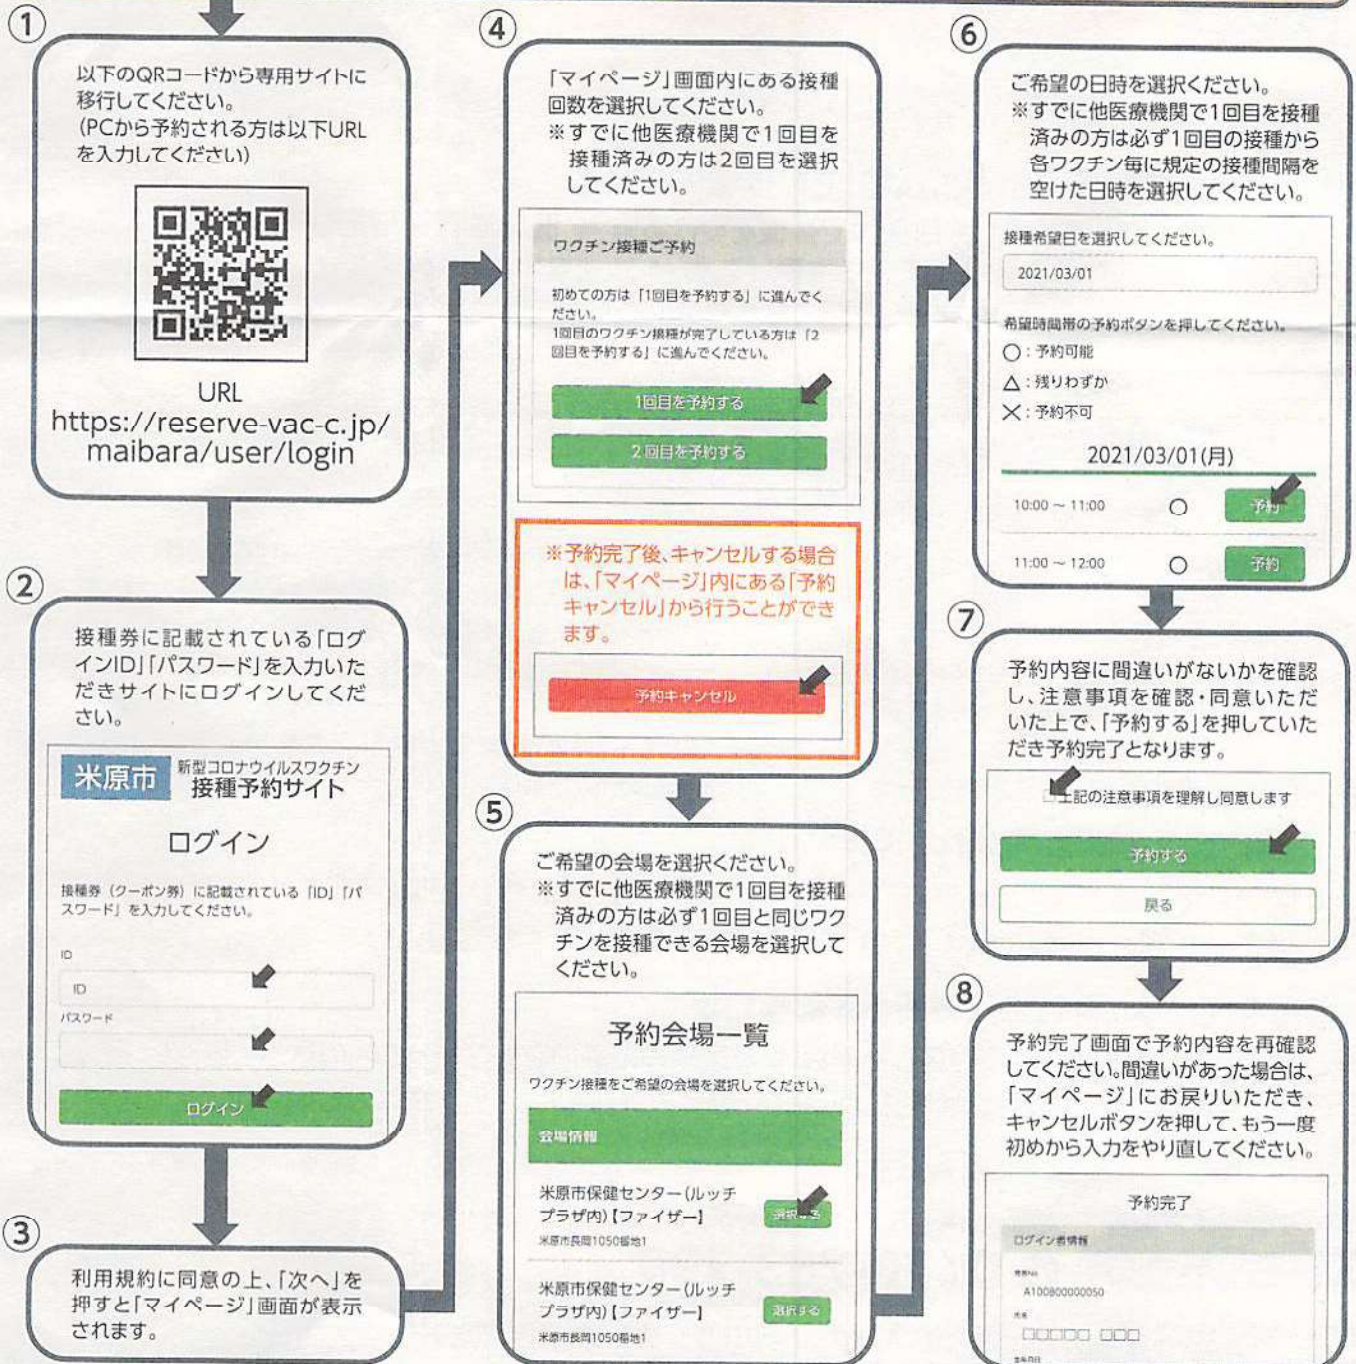 ①
以下のQRコードから専用サイトに
移行してください。
(PCから予約される方は以下URL
を入力してください)
URL
https://reserve-vac-c.jp/
maibara/user/login
②
接種券に記載されている「ログ
インID」「パスワード」を入力いた
だきサイトにログインしてくだ
さい。
米原市 新型コロナウイルスワクチン
接種予約サイト
ログイン
接種券（クーポン券）に記載されている「ID」「パ
スワード」を入力してください。
ID
ID
パスワード
ログイン
③
利用規約に同意の上、「次へ」を
押すと「マイページ」画面が表示
されます。
④
「マイページ」画面内にある接種
回数を選択してください。
※すでに他医療機関で1回目を
接種済みの方は2回目を選択
してください。
ワクチン接種ご予約
初めての方は「1回目を予約する」に進んでく
ださい。
1回目のワクチン接種が完了している方は「2
回目を予約する」に進んでください。
1回目を予約する
2回目を予約する
※予約完了後、キャンセルする場合
は、「マイページ」内にある「予約
キャンセル」から行うことができ
ます。
予約キャンセル
⑤
ご希望の会場を選択ください。
※すでに他医療機関で1回目を接種
済みの方は必ず1回目と同じワク
チンを接種できる会場を選択して
ください。
予約会場一覧
ワクチン接種をご希望の会場を選択してください。
会場情報
米原市保健センター(ルッチ
プラザ内)【ファイザー】
選択する
米原市長岡1050番地1
米原市保健センター(ルッチ
プラザ内)【ファイザー】
選択する
米原市長岡1050番地1
⑥
ご希望の日時を選択ください。
※すでに他医療機関で1回目を接種
済みの方は必ず1回目の接種から
各ワクチン毎に規定の接種間隔を
空けた日時を選択してください。
接種希望日を選択してください。
2021/03/01
希望時間帯の予約ボタンを押してください。
○：予約可能
△：残りわずか
✕：予約不可
2021/03/01(月)
10:00 ～ 11:00 ○ 予約
11:00 ～ 12:00 ○ 予約
⑦
予約内容に間違いがないかを確認
し、注意事項を確認・同意いただ
いた上で、「予約する」を押していた
だき予約完了となります。
□上記の注意事項を理解し同意します
予約する
戻る
⑧
予約完了画面で予約内容を再確認
してください。間違いがあった場合は、
「マイページ」にお戻りいただき、
キャンセルボタンを押して、もう一度
初めから入力をやり直してください。
予約完了
ログイン者情報
A100800000050
氏名
□□□□□ □□□
生年月日